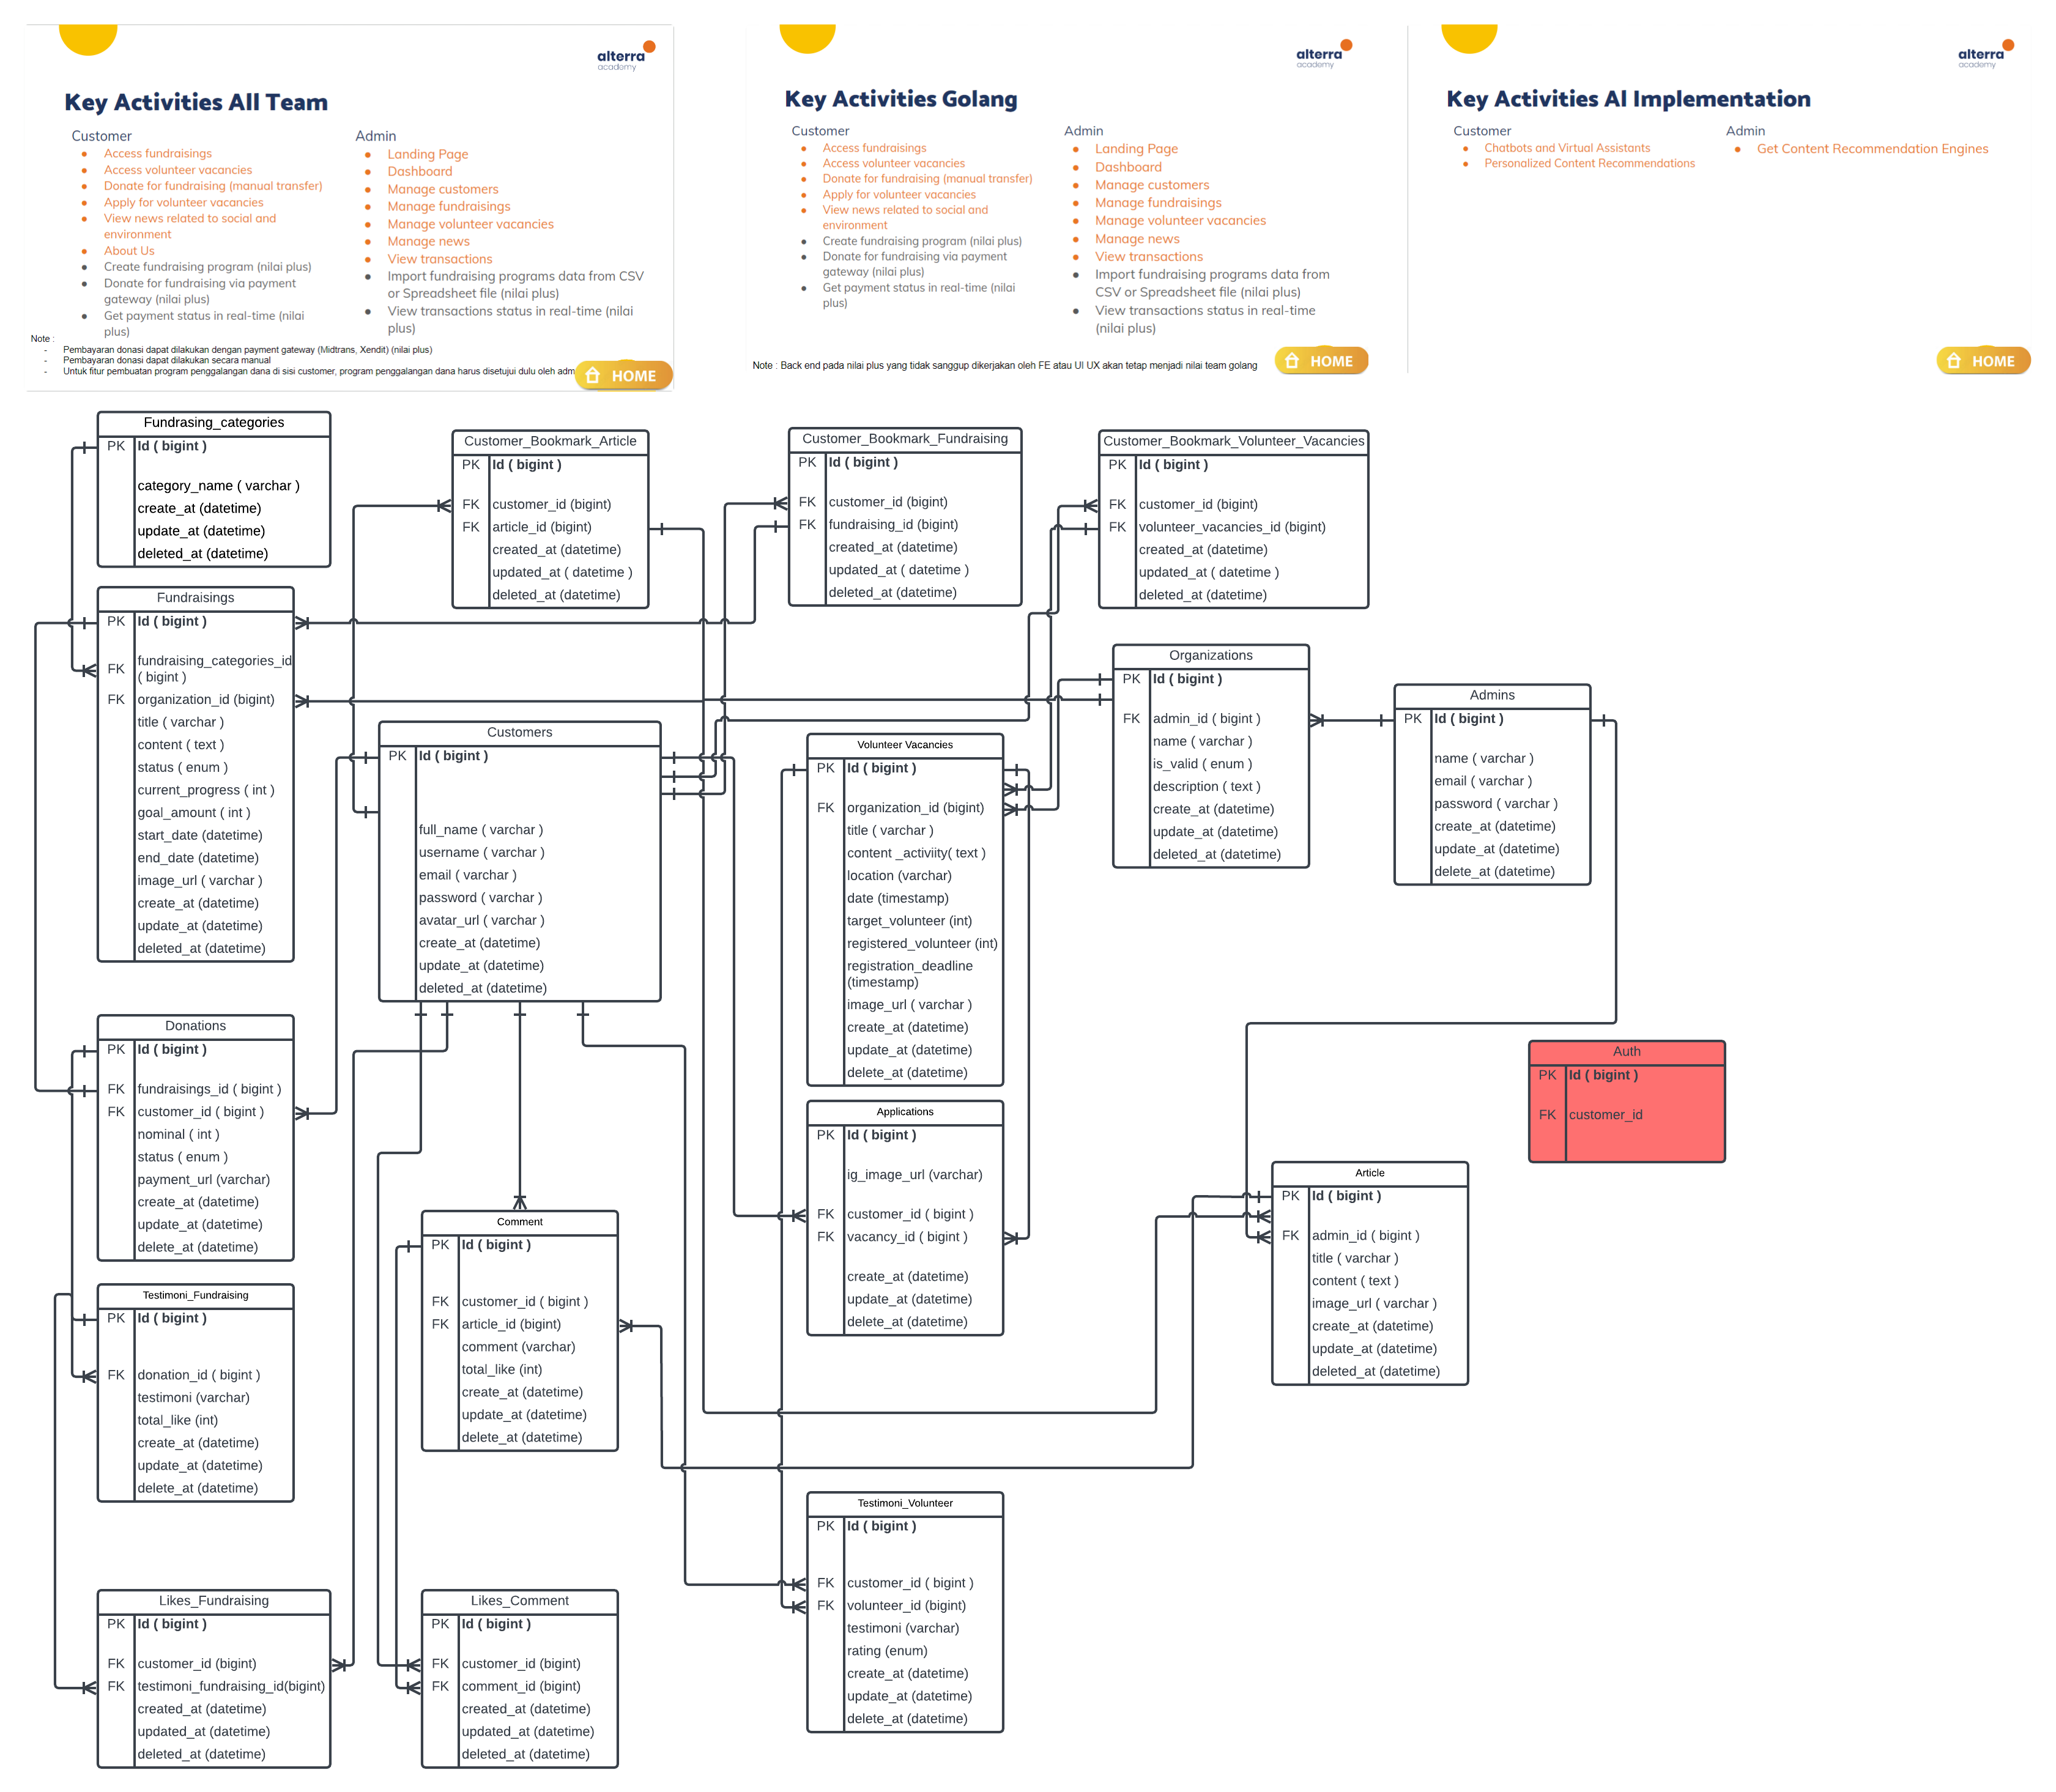 alterra
academy
Key Activities All Team
Customer
Access fundraisings
Access volunteer vacancies
Donate for fundraising (manual transfer)
Apply for volunteer vacancies
View news related to social and
environment
About Us
Create fundraising program (nilai plus)
Donate for fundraising via payment
gateway (nilai plus)
Get payment status in real-time (nilai
plus)
Admin
Landing Page
Dashboard
Manage customers
Manage fundraisings
Manage volunteer vacancies
Manage news
View transactions
Import fundraising programs data from CSV
or Spreadsheet file (nilai plus)
View transactions status in real-time (nilai
plus)
Note :
- Pembayaran donasi dapat dilakukan dengan payment gateway (Midtrans, Xendit) (nilai plus)
- Pembayaran donasi dapat dilakukan secara manual
- Untuk fitur pembuatan program penggalangan dana di sisi customer, program penggalangan dana harus disetujui dulu oleh adm
HOME
alterra
academy
Key Activities Golang
Customer
Access fundraisings
Access volunteer vacancies
Donate for fundraising (manual transfer)
Apply for volunteer vacancies
View news related to social and
environment
Create fundraising program (nilai plus)
Donate for fundraising via payment
gateway (nilai plus)
Get payment status in real-time (nilai
plus)
Admin
Landing Page
Dashboard
Manage customers
Manage fundraisings
Manage volunteer vacancies
Manage news
View transactions
Import fundraising programs data from
CSV or Spreadsheet file (nilai plus)
View transactions status in real-time
(nilai plus)
Note : Back end pada nilai plus yang tidak sanggup dikerjakan oleh FE atau UI UX akan tetap menjadi nilai team golang
HOME
alterra
academy
Key Activities AI Implementation
Customer
Chatbots and Virtual Assistants
Personalized Content Recommendations
Admin
Get Content Recommendation Engines
HOME
Fundrasing_categories
PK Id ( bigint )
category_name ( varchar )
create_at (datetime)
update_at (datetime)
deleted_at (datetime)
Customer_Bookmark_Article
PK Id ( bigint )
FK customer_id (bigint)
FK article_id (bigint)
created_at (datetime)
updated_at ( datetime )
deleted_at (datetime)
Customer_Bookmark_Fundraising
PK Id ( bigint )
FK customer_id (bigint)
FK fundraising_id (bigint)
created_at (datetime)
updated_at ( datetime )
deleted_at (datetime)
Customer_Bookmark_Volunteer_Vacancies
PK Id ( bigint )
FK customer_id (bigint)
FK volunteer_vacancies_id (bigint)
created_at (datetime)
updated_at ( datetime )
deleted_at (datetime)
Fundraisings
PK Id ( bigint )
FK fundraising_categories_id
( bigint )
FK organization_id (bigint)
title ( varchar )
content ( text )
status ( enum )
current_progress ( int )
goal_amount ( int )
start_date (datetime)
end_date (datetime)
image_url ( varchar )
create_at (datetime)
update_at (datetime)
deleted_at (datetime)
Customers
PK Id ( bigint )
full_name ( varchar )
username ( varchar )
email ( varchar )
password ( varchar )
avatar_url ( varchar )
create_at (datetime)
update_at (datetime)
deleted_at (datetime)
Volunteer Vacancies
PK Id ( bigint )
FK organization_id (bigint)
title ( varchar )
content _activiity( text )
location (varchar)
date (timestamp)
target_volunteer (int)
registered_volunteer (int)
registration_deadline
(timestamp)
image_url ( varchar )
create_at (datetime)
update_at (datetime)
delete_at (datetime)
Organizations
PK Id ( bigint )
FK admin_id ( bigint )
name ( varchar )
is_valid ( enum )
description ( text )
create_at (datetime)
update_at (datetime)
deleted_at (datetime)
Admins
PK Id ( bigint )
name ( varchar )
email ( varchar )
password ( varchar )
create_at (datetime)
update_at (datetime)
delete_at (datetime)
Donations
PK Id ( bigint )
FK fundraisings_id ( bigint )
FK customer_id ( bigint )
nominal ( int )
status ( enum )
payment_url (varchar)
create_at (datetime)
update_at (datetime)
delete_at (datetime)
Auth
PK Id ( bigint )
FK customer_id
Applications
PK Id ( bigint )
ig_image_url (varchar)
FK customer_id ( bigint )
FK vacancy_id ( bigint )
create_at (datetime)
update_at (datetime)
delete_at (datetime)
Article
PK Id ( bigint )
FK admin_id ( bigint )
title ( varchar )
content ( text )
image_url ( varchar )
create_at (datetime)
update_at (datetime)
deleted_at (datetime)
Comment
PK Id ( bigint )
FK customer_id ( bigint )
FK article_id (bigint)
comment (varchar)
total_like (int)
create_at (datetime)
update_at (datetime)
delete_at (datetime)
Testimoni_Fundraising
PK Id ( bigint )
FK donation_id ( bigint )
testimoni (varchar)
total_like (int)
create_at (datetime)
update_at (datetime)
delete_at (datetime)
Testimoni_Volunteer
PK Id ( bigint )
FK customer_id ( bigint )
FK volunteer_id (bigint)
testimoni (varchar)
rating (enum)
create_at (datetime)
update_at (datetime)
delete_at (datetime)
Likes_Fundraising
PK Id ( bigint )
FK customer_id (bigint)
FK testimoni_fundraising_id(bigint)
created_at (datetime)
updated_at (datetime)
deleted_at (datetime)
Likes_Comment
PK Id ( bigint )
FK customer_id (bigint)
FK comment_id (bigint)
created_at (datetime)
updated_at (datetime)
deleted_at (datetime)